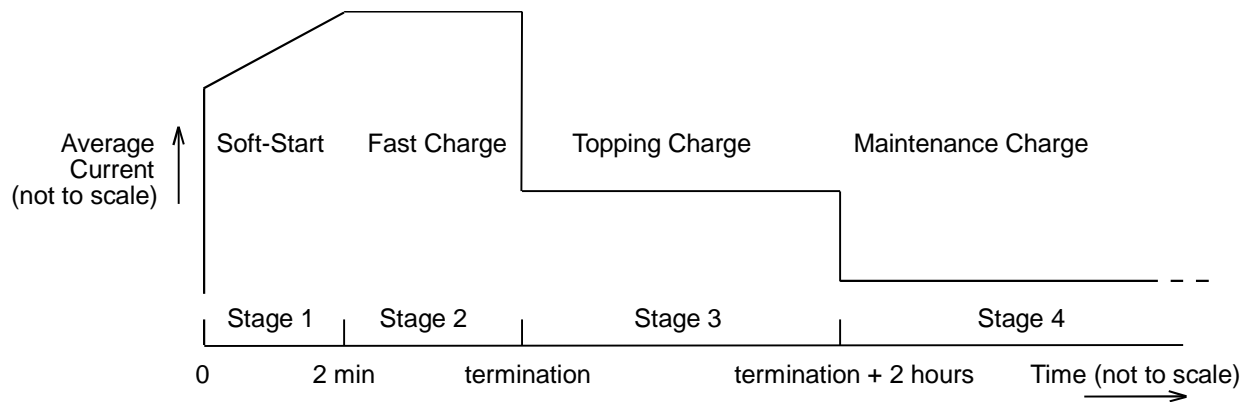 Average
Current
(not to scale)
Soft-Start
Fast Charge
Topping Charge
Maintenance Charge
Stage 1
Stage 2
Stage 3
Stage 4
0
2 min
termination
termination + 2 hours
Time (not to scale)